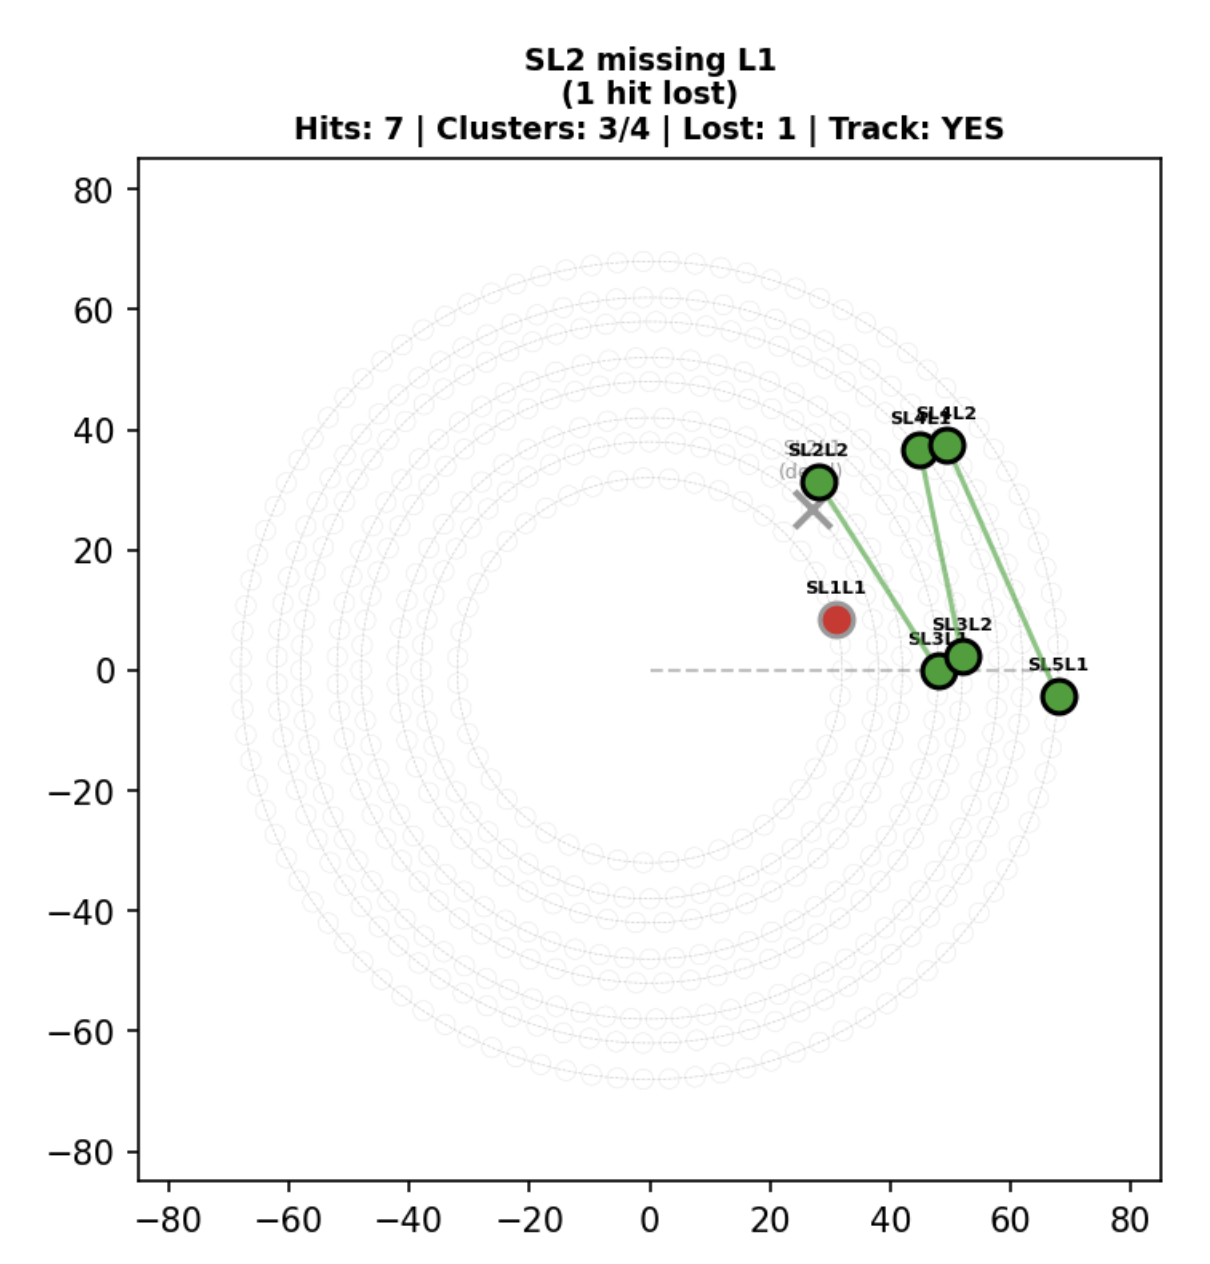 SL2 missing L1
(1 hit lost)
Hits: 7 | Clusters: 3/4 | Lost: 1 | Track: YES
80
60
40
20
0
−20
−40
−60
−80
SL4L1
SL4L2
SL2L2
SL1L1
SL3L2
SL3L1
SL5L1
−80 −60 −40 −20 0 20 40 60 80